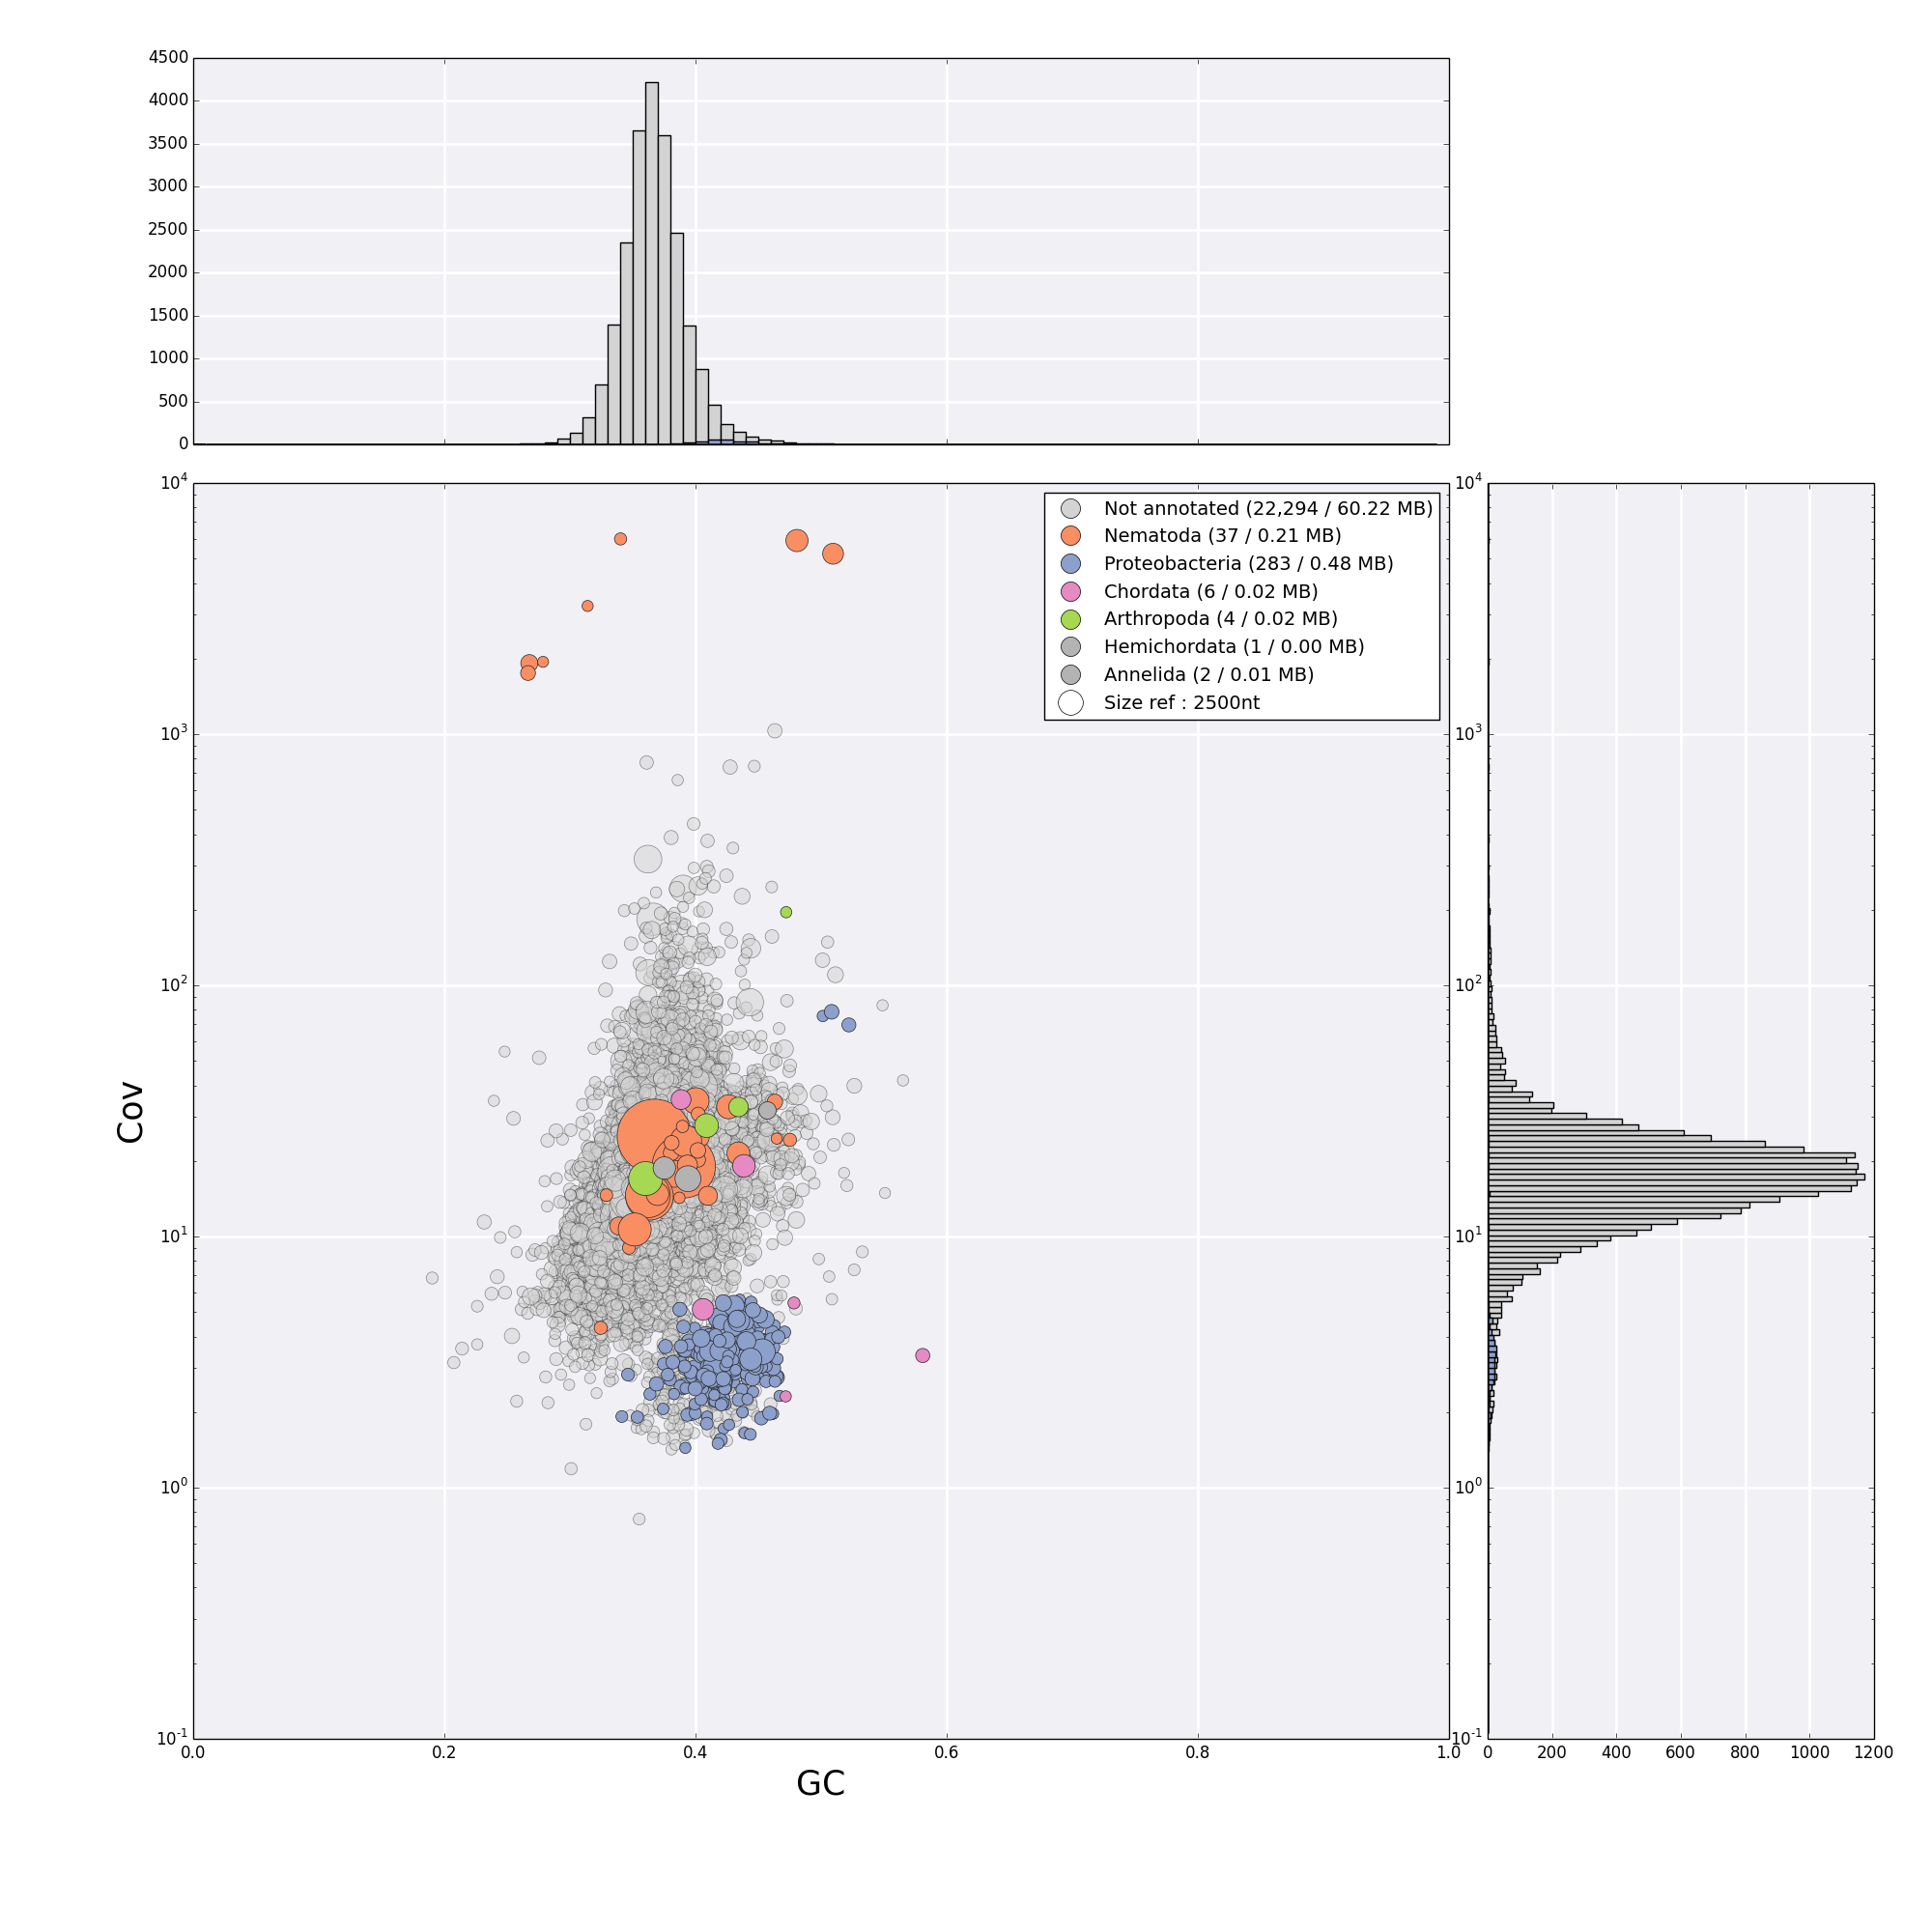 4500
4000
3500
3000
2500
2000
1500
1000
500
0
10^4
10^3
10^2
10^1
10^0
10^-1
Cov
Not annotated (22,294 / 60.22 MB)
Nematoda (37 / 0.21 MB)
Proteobacteria (283 / 0.48 MB)
Chordata (6 / 0.02 MB)
Arthropoda (4 / 0.02 MB)
Hemichordata (1 / 0.00 MB)
Annelida (2 / 0.01 MB)
Size ref : 2500nt
0.0 0.2 0.4 0.6 0.8 1.0
GC
10^4
10^3
10^2
10^1
10^0
10^-1
0 200 400 600 800 1000 1200